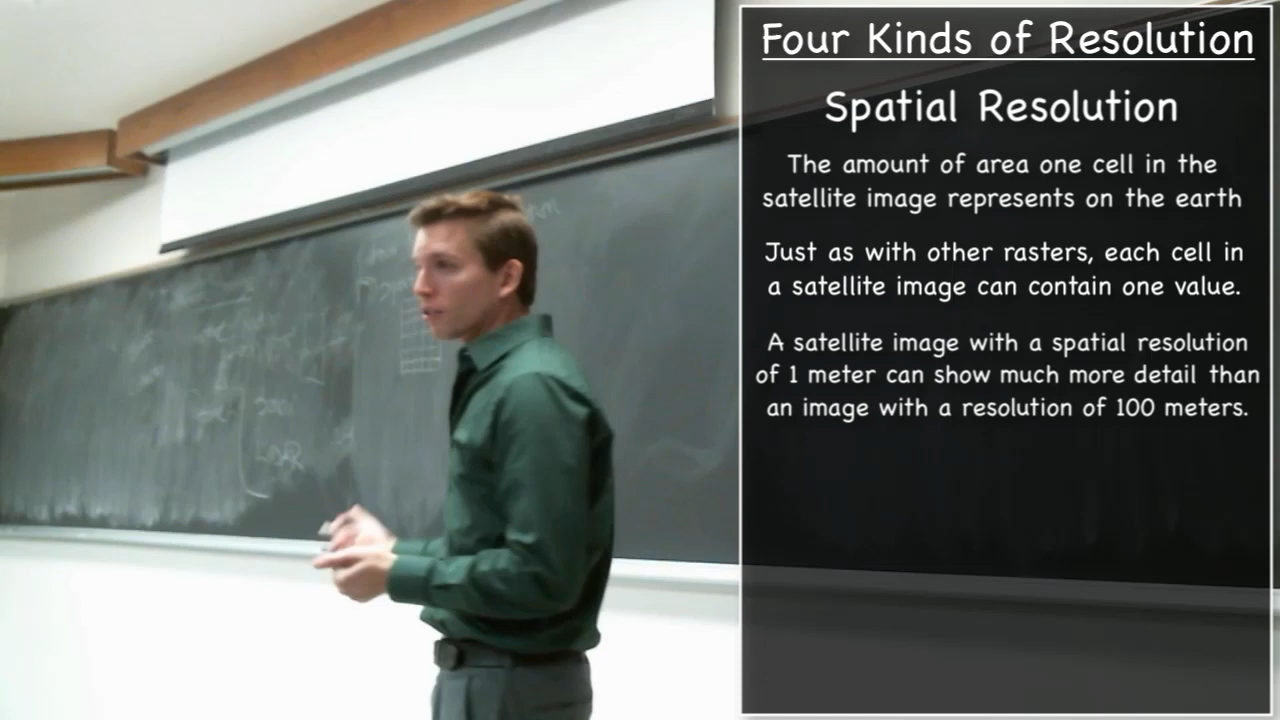 Four Kinds of Resolution
Spatial Resolution
The amount of area one cell in the
satellite image represents on the earth
Just as with other rasters, each cell in
a satellite image can contain one value.
A satellite image with a spatial resolution
of 1 meter can show much more detail than
an image with a resolution of 100 meters.